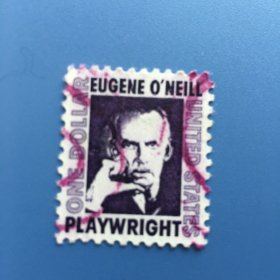 EUGENE O'NEILL
ONE DOLLAR
UNITED STATES
PLAYWRIGHT